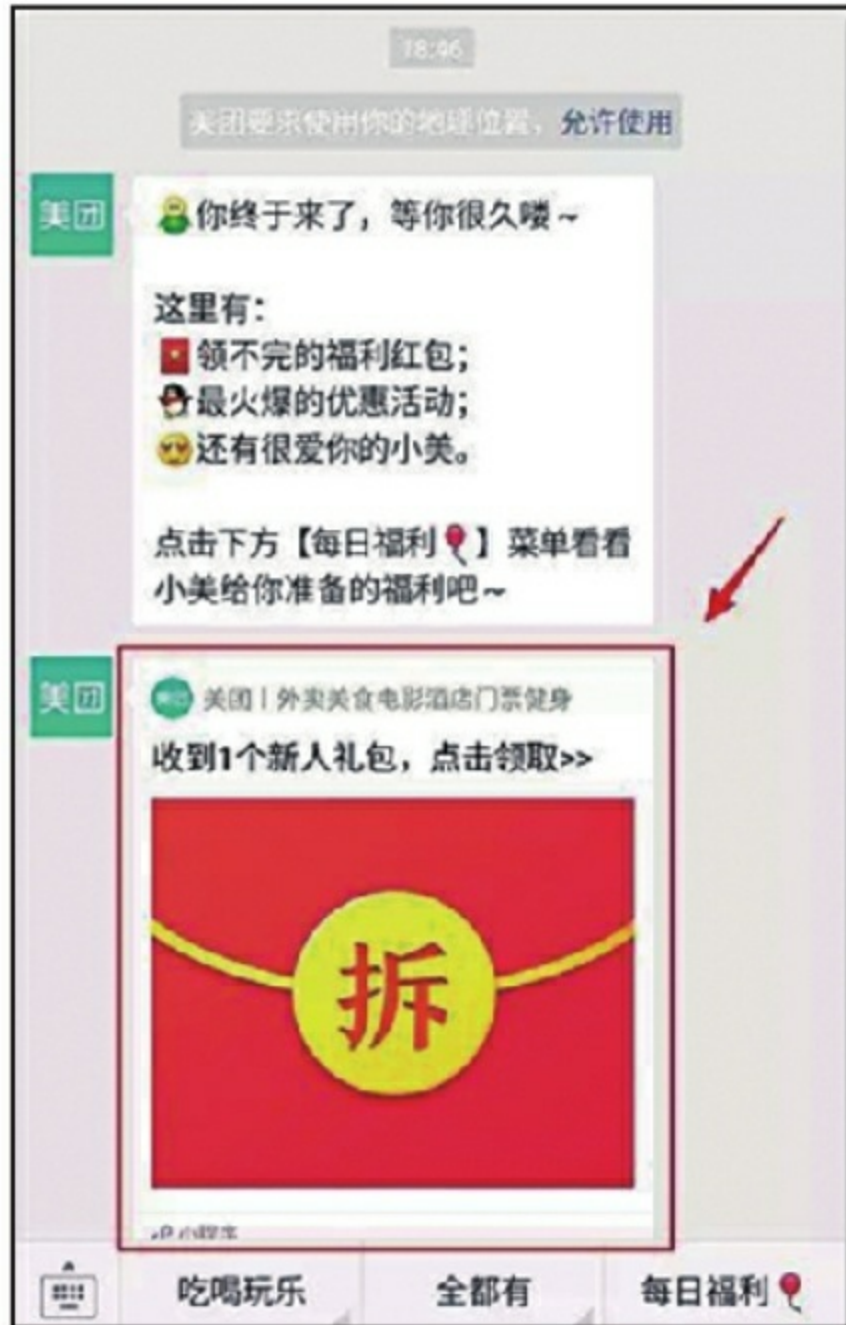 18:46
美团要求使用你的地理位置，允许使用
美团
你终于来了，等你很久喽～
这里有：
领不完的福利红包；
最火爆的优惠活动；
还有很爱你的小美。
点击下方【每日福利】菜单看看
小美给你准备的福利吧～
美团
美团|外卖美食电影酒店门票健身
收到1个新人礼包，点击领取>>
拆
小程序
吃喝玩乐
全都有
每日福利